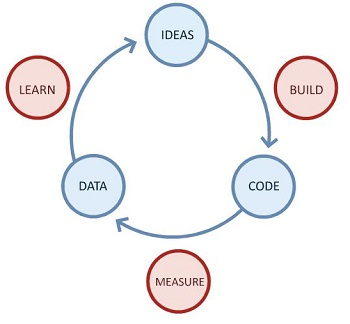 IDEAS
LEARN
BUILD
DATA
CODE
MEASURE